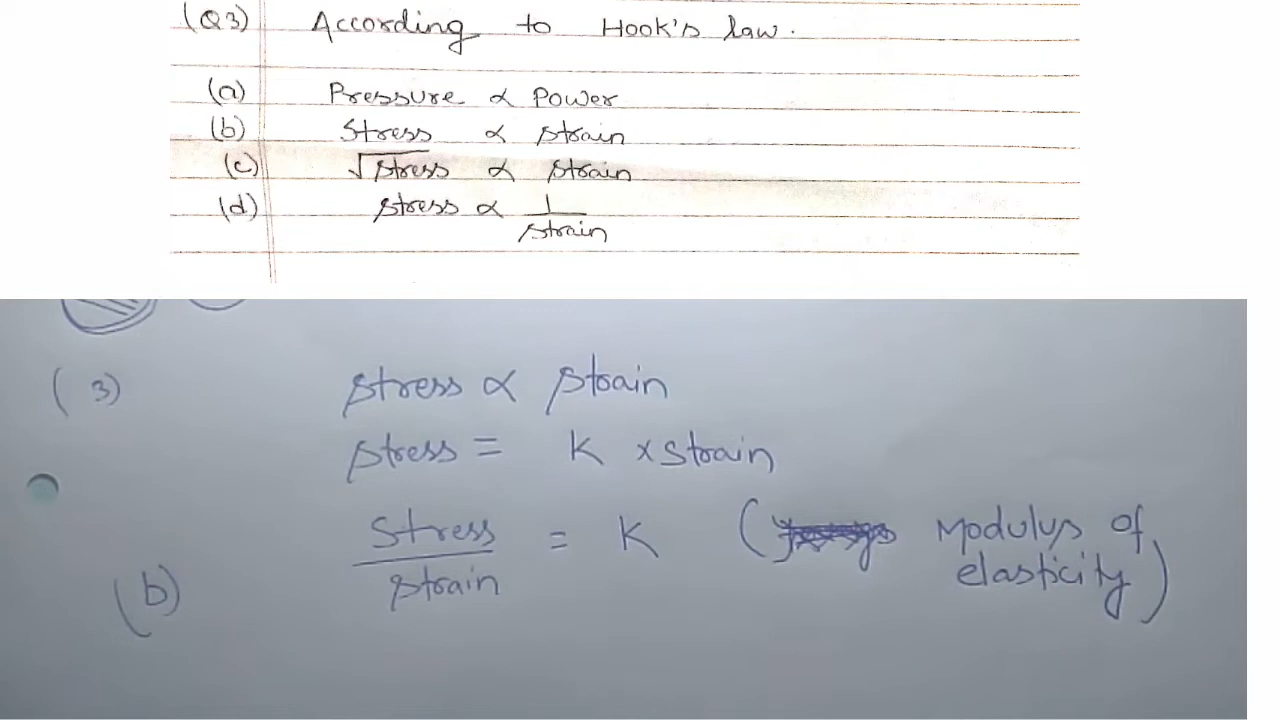 (Q3) According to Hook's law.
(a) Pressure ∝ Power
(b) Stress ∝ strain
(c) √stress ∝ strain
(d) stress ∝ 1/strain
(3) stress ∝ strain
stress = K × strain
stress/strain = K ( Modulus of
elasticity)
(b)